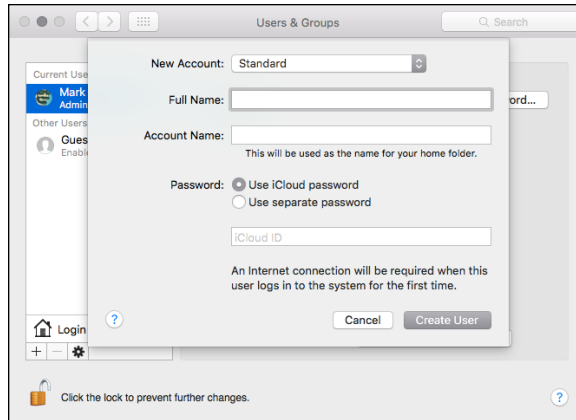 Users & Groups
Search
New Account: Standard
Current Use
Mark
Admin
Full Name:
ord...
Other Users
Gues
Enable
Account Name:
This will be used as the name for your home folder.
Password: Use iCloud password
Use separate password
iCloud ID
An Internet connection will be required when this
user logs in to the system for the first time.
?
Cancel
Create User
Login
+ −
Click the lock to prevent further changes.
?